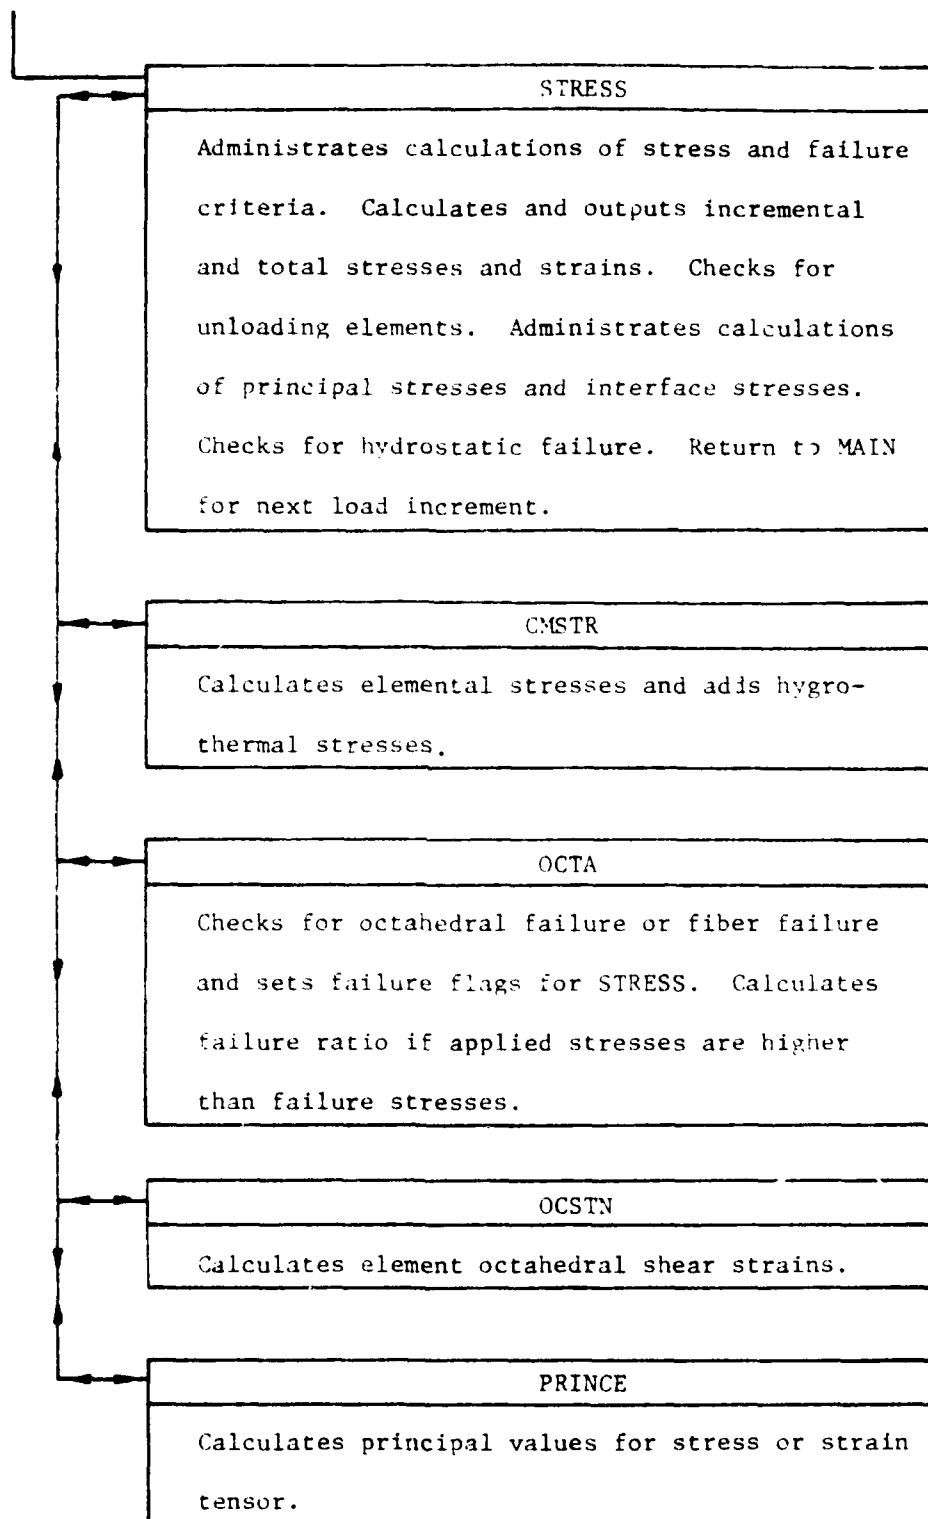 STRESS
Administrates calculations of stress and failure
criteria. Calculates and outputs incremental
and total stresses and strains. Checks for
unloading elements. Administrates calculations
of principal stresses and interface stresses.
Checks for hydrostatic failure. Return to MAIN
for next load increment.
CMSTR
Calculates elemental stresses and adds hygro-
thermal stresses.
OCTA
Checks for octahedral failure or fiber failure
and sets failure flags for STRESS. Calculates
failure ratio if applied stresses are higher
than failure stresses.
OCSTN
Calculates element octahedral shear strains.
PRINCE
Calculates principal values for stress or strain
tensor.